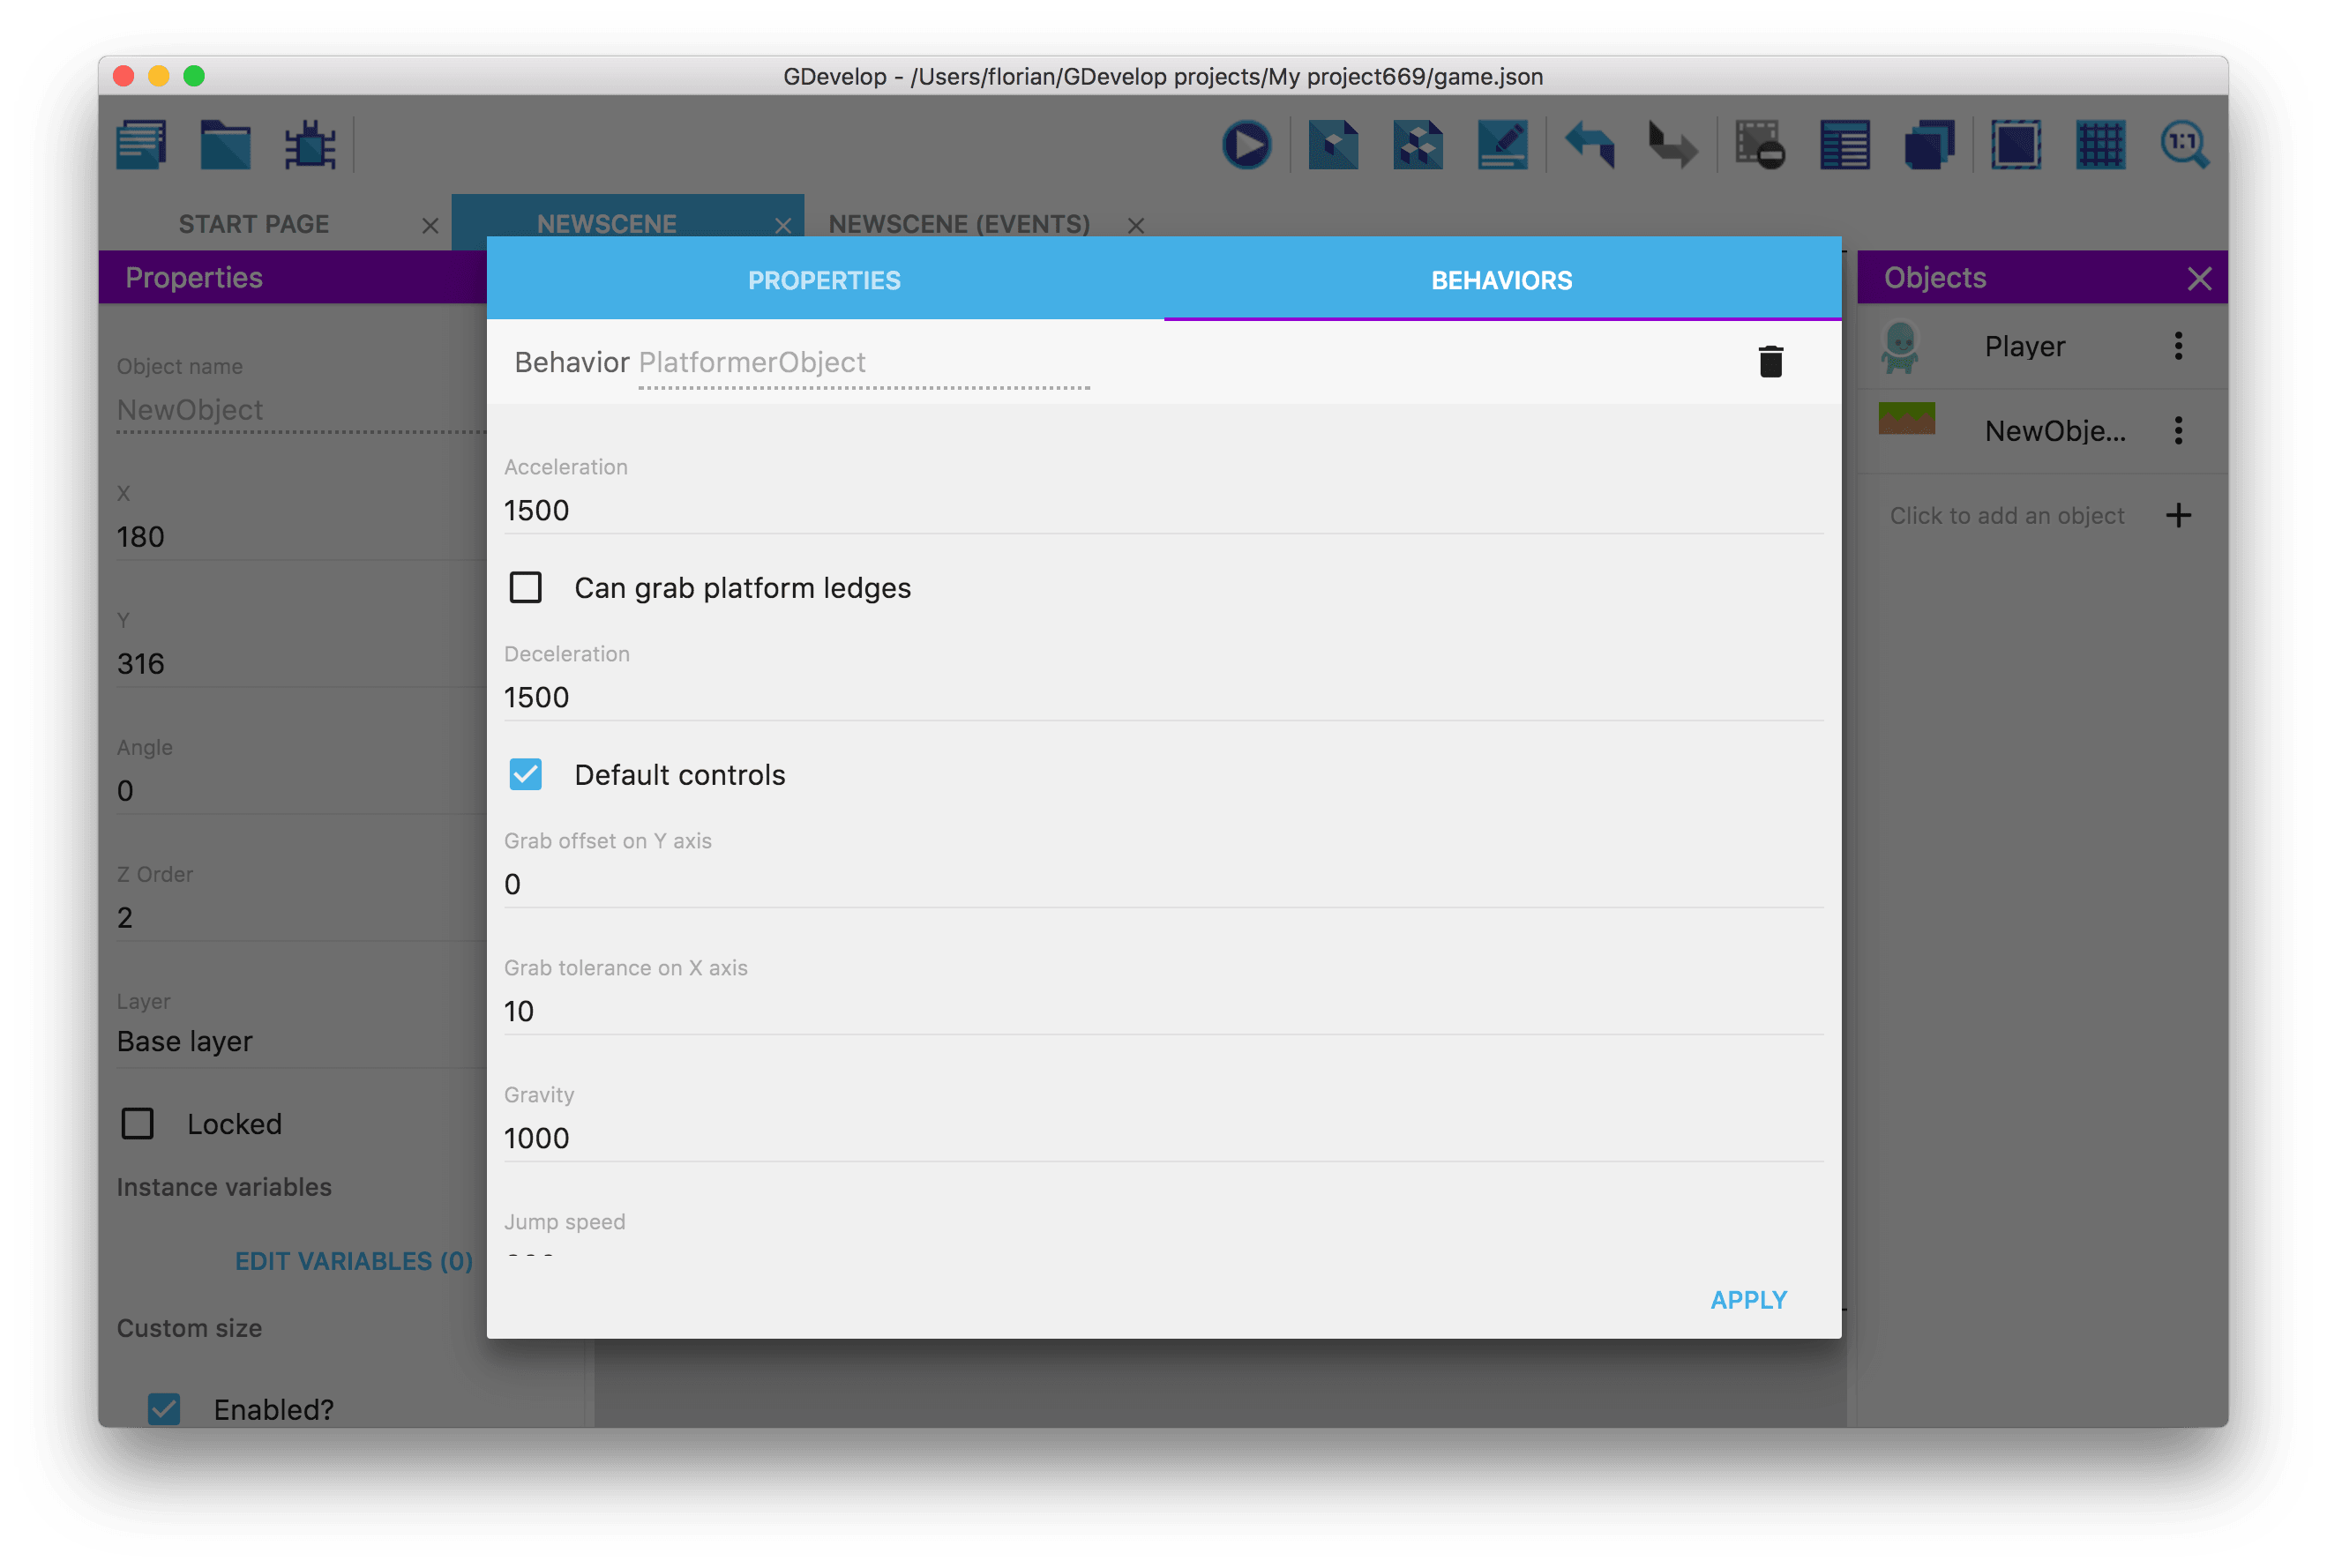 GDevelop - /Users/florian/GDevelop projects/My project669/game.json
1:1
START PAGE
NEWSCENE
NEWSCENE (EVENTS)
Properties
Object name
NewObject
X
180
Y
316
Angle
0
Z Order
2
Layer
Base layer
Locked
Instance variables
EDIT VARIABLES (0)
Custom size
Enabled?
PROPERTIES
BEHAVIORS
Behavior PlatformerObject
Acceleration
1500
Can grab platform ledges
Deceleration
1500
Default controls
Grab offset on Y axis
0
Grab tolerance on X axis
10
Gravity
1000
Jump speed
APPLY
Objects
Player
NewObje...
Click to add an object